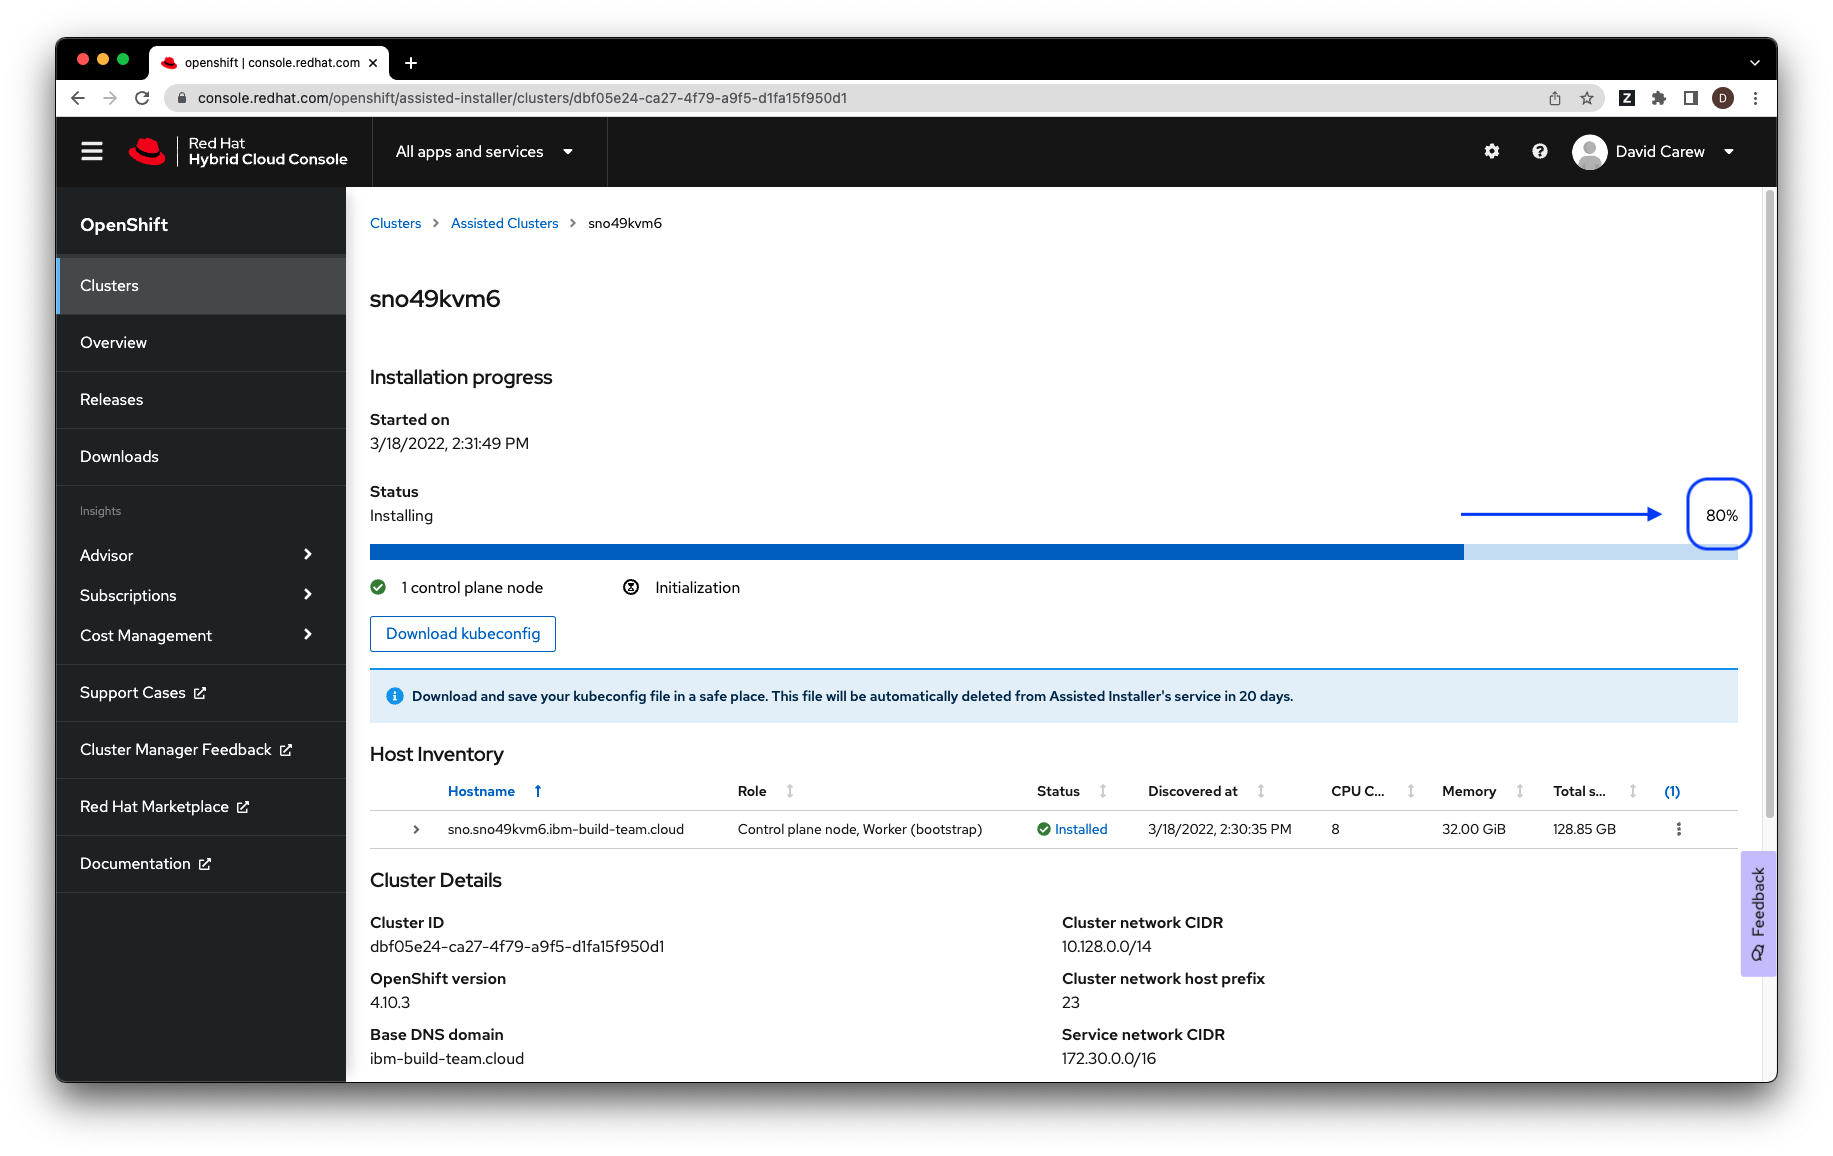 openshift | console.redhat.com
console.redhat.com/openshift/assisted-installer/clusters/dbf05e24-ca27-4f79-a9f5-d1fa15f950d1
Z
D
Red Hat
Hybrid Cloud Console
All apps and services
David Carew
OpenShift
Clusters
Overview
Releases
Downloads
Insights
Advisor
Subscriptions
Cost Management
Support Cases
Cluster Manager Feedback
Red Hat Marketplace
Documentation
Clusters > Assisted Clusters > sno49kvm6
sno49kvm6
Installation progress
Started on
3/18/2022, 2:31:49 PM
Status
Installing
80%
1 control plane node Initialization
Download kubeconfig
Download and save your kubeconfig file in a safe place. This file will be automatically deleted from Assisted Installer's service in 20 days.
Host Inventory
Hostname Role Status Discovered at CPU C... Memory Total s... (1)
sno.sno49kvm6.ibm-build-team.cloud Control plane node, Worker (bootstrap) Installed 3/18/2022, 2:30:35 PM 8 32.00 GiB 128.85 GB
Cluster Details
Cluster ID
dbf05e24-ca27-4f79-a9f5-d1fa15f950d1
OpenShift version
4.10.3
Base DNS domain
ibm-build-team.cloud
Cluster network CIDR
10.128.0.0/14
Cluster network host prefix
23
Service network CIDR
172.30.0.0/16
Feedback